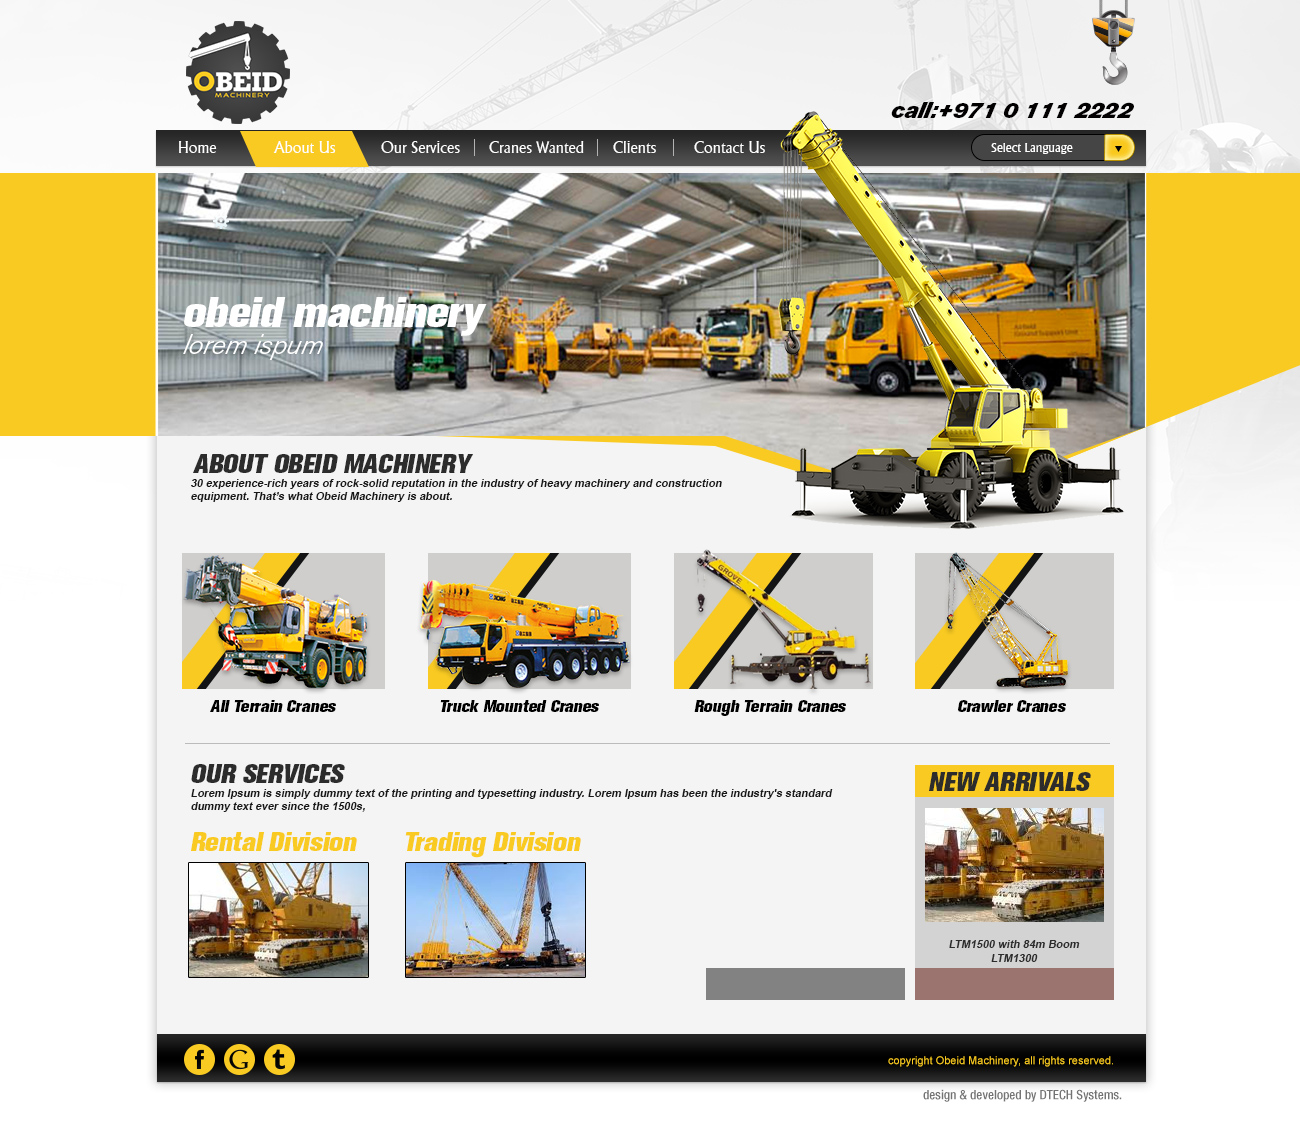 OBEID
MACHINERY
call:+971 0 111 2222
Home
About Us
Our Services
Cranes Wanted
Clients
Contact Us
Select Language
obeid machinery
lorem ispum
Airfield
Ground Support Unit
ABOUT OBEID MACHINERY
30 experience-rich years of rock-solid reputation in the industry of heavy machinery and construction
equipment. That's what Obeid Machinery is about.
GROVE
All Terrain Cranes
Truck Mounted Cranes
Rough Terrain Cranes
Crawler Cranes
OUR SERVICES
Lorem Ipsum is simply dummy text of the printing and typesetting industry. Lorem Ipsum has been the industry's standard
dummy text ever since the 1500s,
Rental Division
Trading Division
NEW ARRIVALS
LTM1500 with 84m Boom
LTM1300
f
G
t
copyright Obeid Machinery, all rights reserved.
design & developed by DTECH Systems.